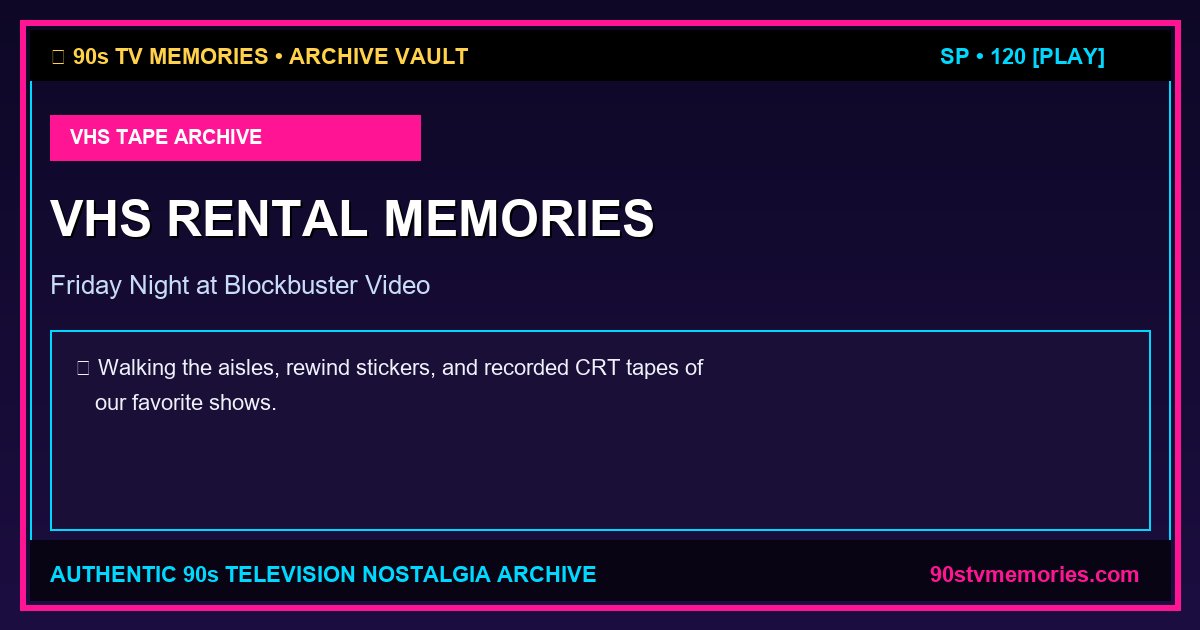 90s TV MEMORIES • ARCHIVE VAULT
SP • 120 [PLAY]
VHS TAPE ARCHIVE
VHS RENTAL MEMORIES
Friday Night at Blockbuster Video
Walking the aisles, rewind stickers, and recorded CRT tapes of
our favorite shows.
AUTHENTIC 90s TELEVISION NOSTALGIA ARCHIVE
90stvmemories.com